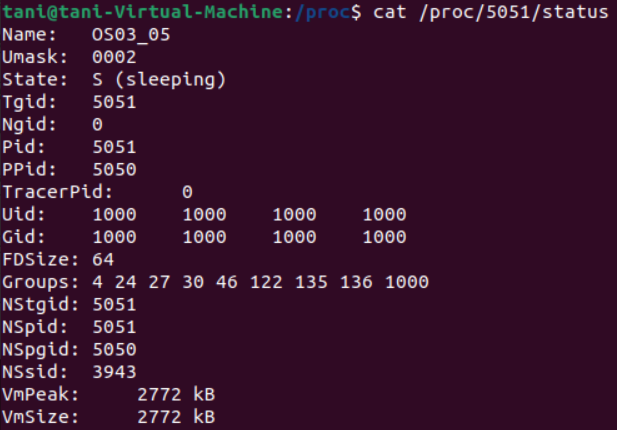 tani@tani-Virtual-Machine:/proc$ cat /proc/5051/status
Name:   OS03_05
Umask:  0002
State:  S (sleeping)
Tgid:   5051
Ngid:   0
Pid:    5051
PPid:   5050
TracerPid:      0
Uid:    1000    1000    1000    1000
Gid:    1000    1000    1000    1000
FDSize: 64
Groups: 4 24 27 30 46 122 135 136 1000
NStgid: 5051
NSpid:  5051
NSpgid: 5050
NSsid:  3943
VmPeak:     2772 kB
VmSize:     2772 kB